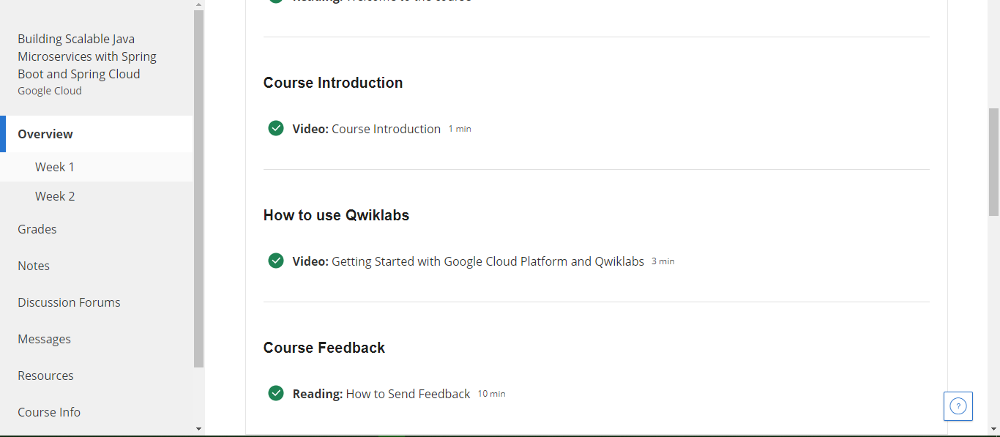 Building Scalable Java
Microservices with Spring
Boot and Spring Cloud
Google Cloud
Overview
Week 1
Week 2
Grades
Notes
Discussion Forums
Messages
Resources
Course Info
Reading: Welcome to the course
Course Introduction
Video: Course Introduction 1 min
How to use Qwiklabs
Video: Getting Started with Google Cloud Platform and Qwiklabs 3 min
Course Feedback
Reading: How to Send Feedback 10 min
?